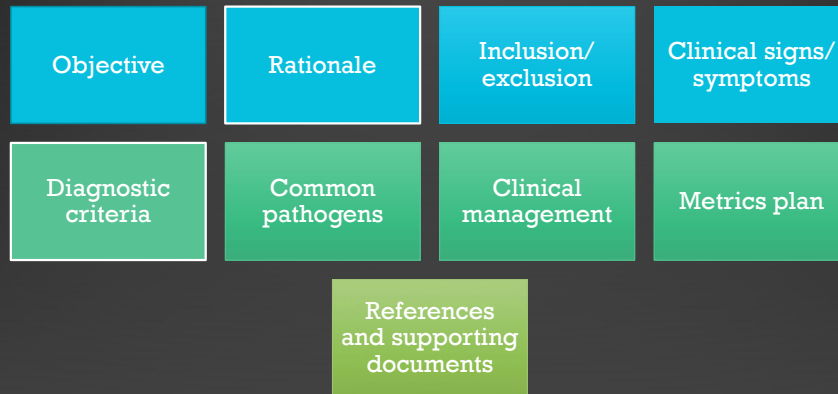 Objective
Rationale
Inclusion/
exclusion
Clinical signs/
symptoms
Diagnostic
criteria
Common
pathogens
Clinical
management
Metrics plan
References
and supporting
documents